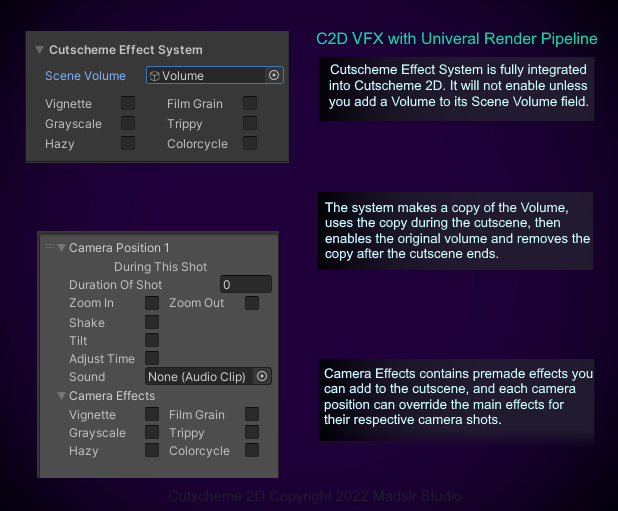 Cutscheme Effect System
Scene Volume Volume
Vignette Film Grain
Grayscale Trippy
Hazy Colorcycle
C2D VFX with Univeral Render Pipeline
Cutscheme Effect System is fully integrated
into Cutscheme 2D. It will not enable unless
you add a Volume to its Scene Volume field.
The system makes a copy of the Volume,
uses the copy during the cutscene, then
enables the original volume and removes the
copy after the cutscene ends.
Camera Position 1
During This Shot
Duration Of Shot 0
Zoom In Zoom Out
Shake
Tilt
Adjust Time
Sound None (Audio Clip)
Camera Effects
Vignette Film Grain
Grayscale Trippy
Hazy Colorcycle
Camera Effects contains premade effects you
can add to the cutscene, and each camera
position can override the main effects for
their respective camera shots.
Cutscheme 2D Copyright 2022 Madsir Studio